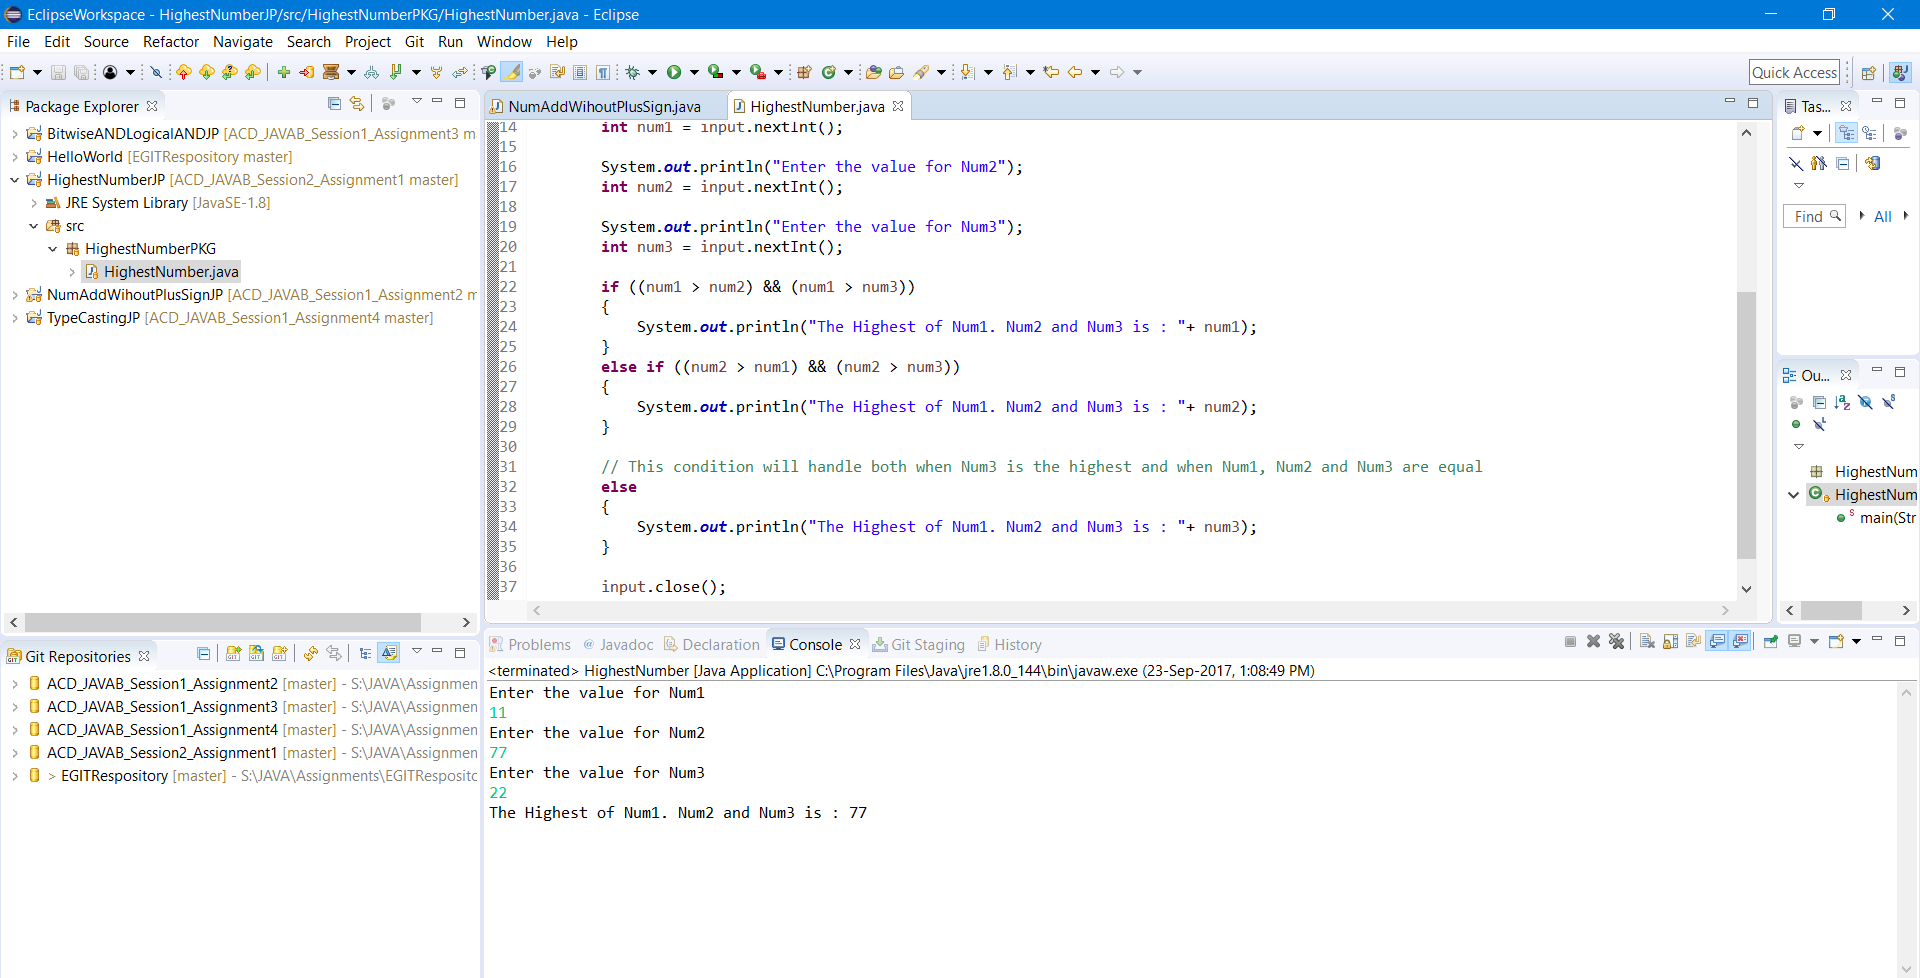 EclipseWorkspace - HighestNumberJP/src/HighestNumberPKG/HighestNumber.java - Eclipse
File Edit Source Refactor Navigate Search Project Git Run Window Help
Quick Access
Package Explorer
BitwiseANDLogicalANDJP [ACD_JAVAB_Session1_Assignment3 m
HelloWorld [EGITRespository master]
HighestNumberJP [ACD_JAVAB_Session2_Assignment1 master]
JRE System Library [JavaSE-1.8]
src
HighestNumberPKG
HighestNumber.java
NumAddWihoutPlusSignJP [ACD_JAVAB_Session1_Assignment2 m
TypeCastingJP [ACD_JAVAB_Session1_Assignment4 master]
Git Repositories
ACD_JAVAB_Session1_Assignment2 [master] - S:\JAVA\Assignmen
ACD_JAVAB_Session1_Assignment3 [master] - S:\JAVA\Assignmen
ACD_JAVAB_Session1_Assignment4 [master] - S:\JAVA\Assignmen
ACD_JAVAB_Session2_Assignment1 [master] - S:\JAVA\Assignmen
> EGITRespository [master] - S:\JAVA\Assignments\EGITRespositc
NumAddWihoutPlusSign.java HighestNumber.java
14 int num1 = input.nextInt();
15
16 System.out.println("Enter the value for Num2");
17 int num2 = input.nextInt();
18
19 System.out.println("Enter the value for Num3");
20 int num3 = input.nextInt();
21
22 if ((num1 > num2) && (num1 > num3))
23 {
24 System.out.println("The Highest of Num1. Num2 and Num3 is : "+ num1);
25 }
26 else if ((num2 > num1) && (num2 > num3))
27 {
28 System.out.println("The Highest of Num1. Num2 and Num3 is : "+ num2);
29 }
30
31 // This condition will handle both when Num3 is the highest and when Num1, Num2 and Num3 are equal
32 else
33 {
34 System.out.println("The Highest of Num1. Num2 and Num3 is : "+ num3);
35 }
36
37 input.close();
Problems @ Javadoc Declaration Console Git Staging History
<terminated> HighestNumber [Java Application] C:\Program Files\Java\jre1.8.0_144\bin\javaw.exe (23-Sep-2017, 1:08:49 PM)
Enter the value for Num1
11
Enter the value for Num2
77
Enter the value for Num3
22
The Highest of Num1. Num2 and Num3 is : 77
Tas...
Find All
Ou...
HighestNum
HighestNum
main(Str